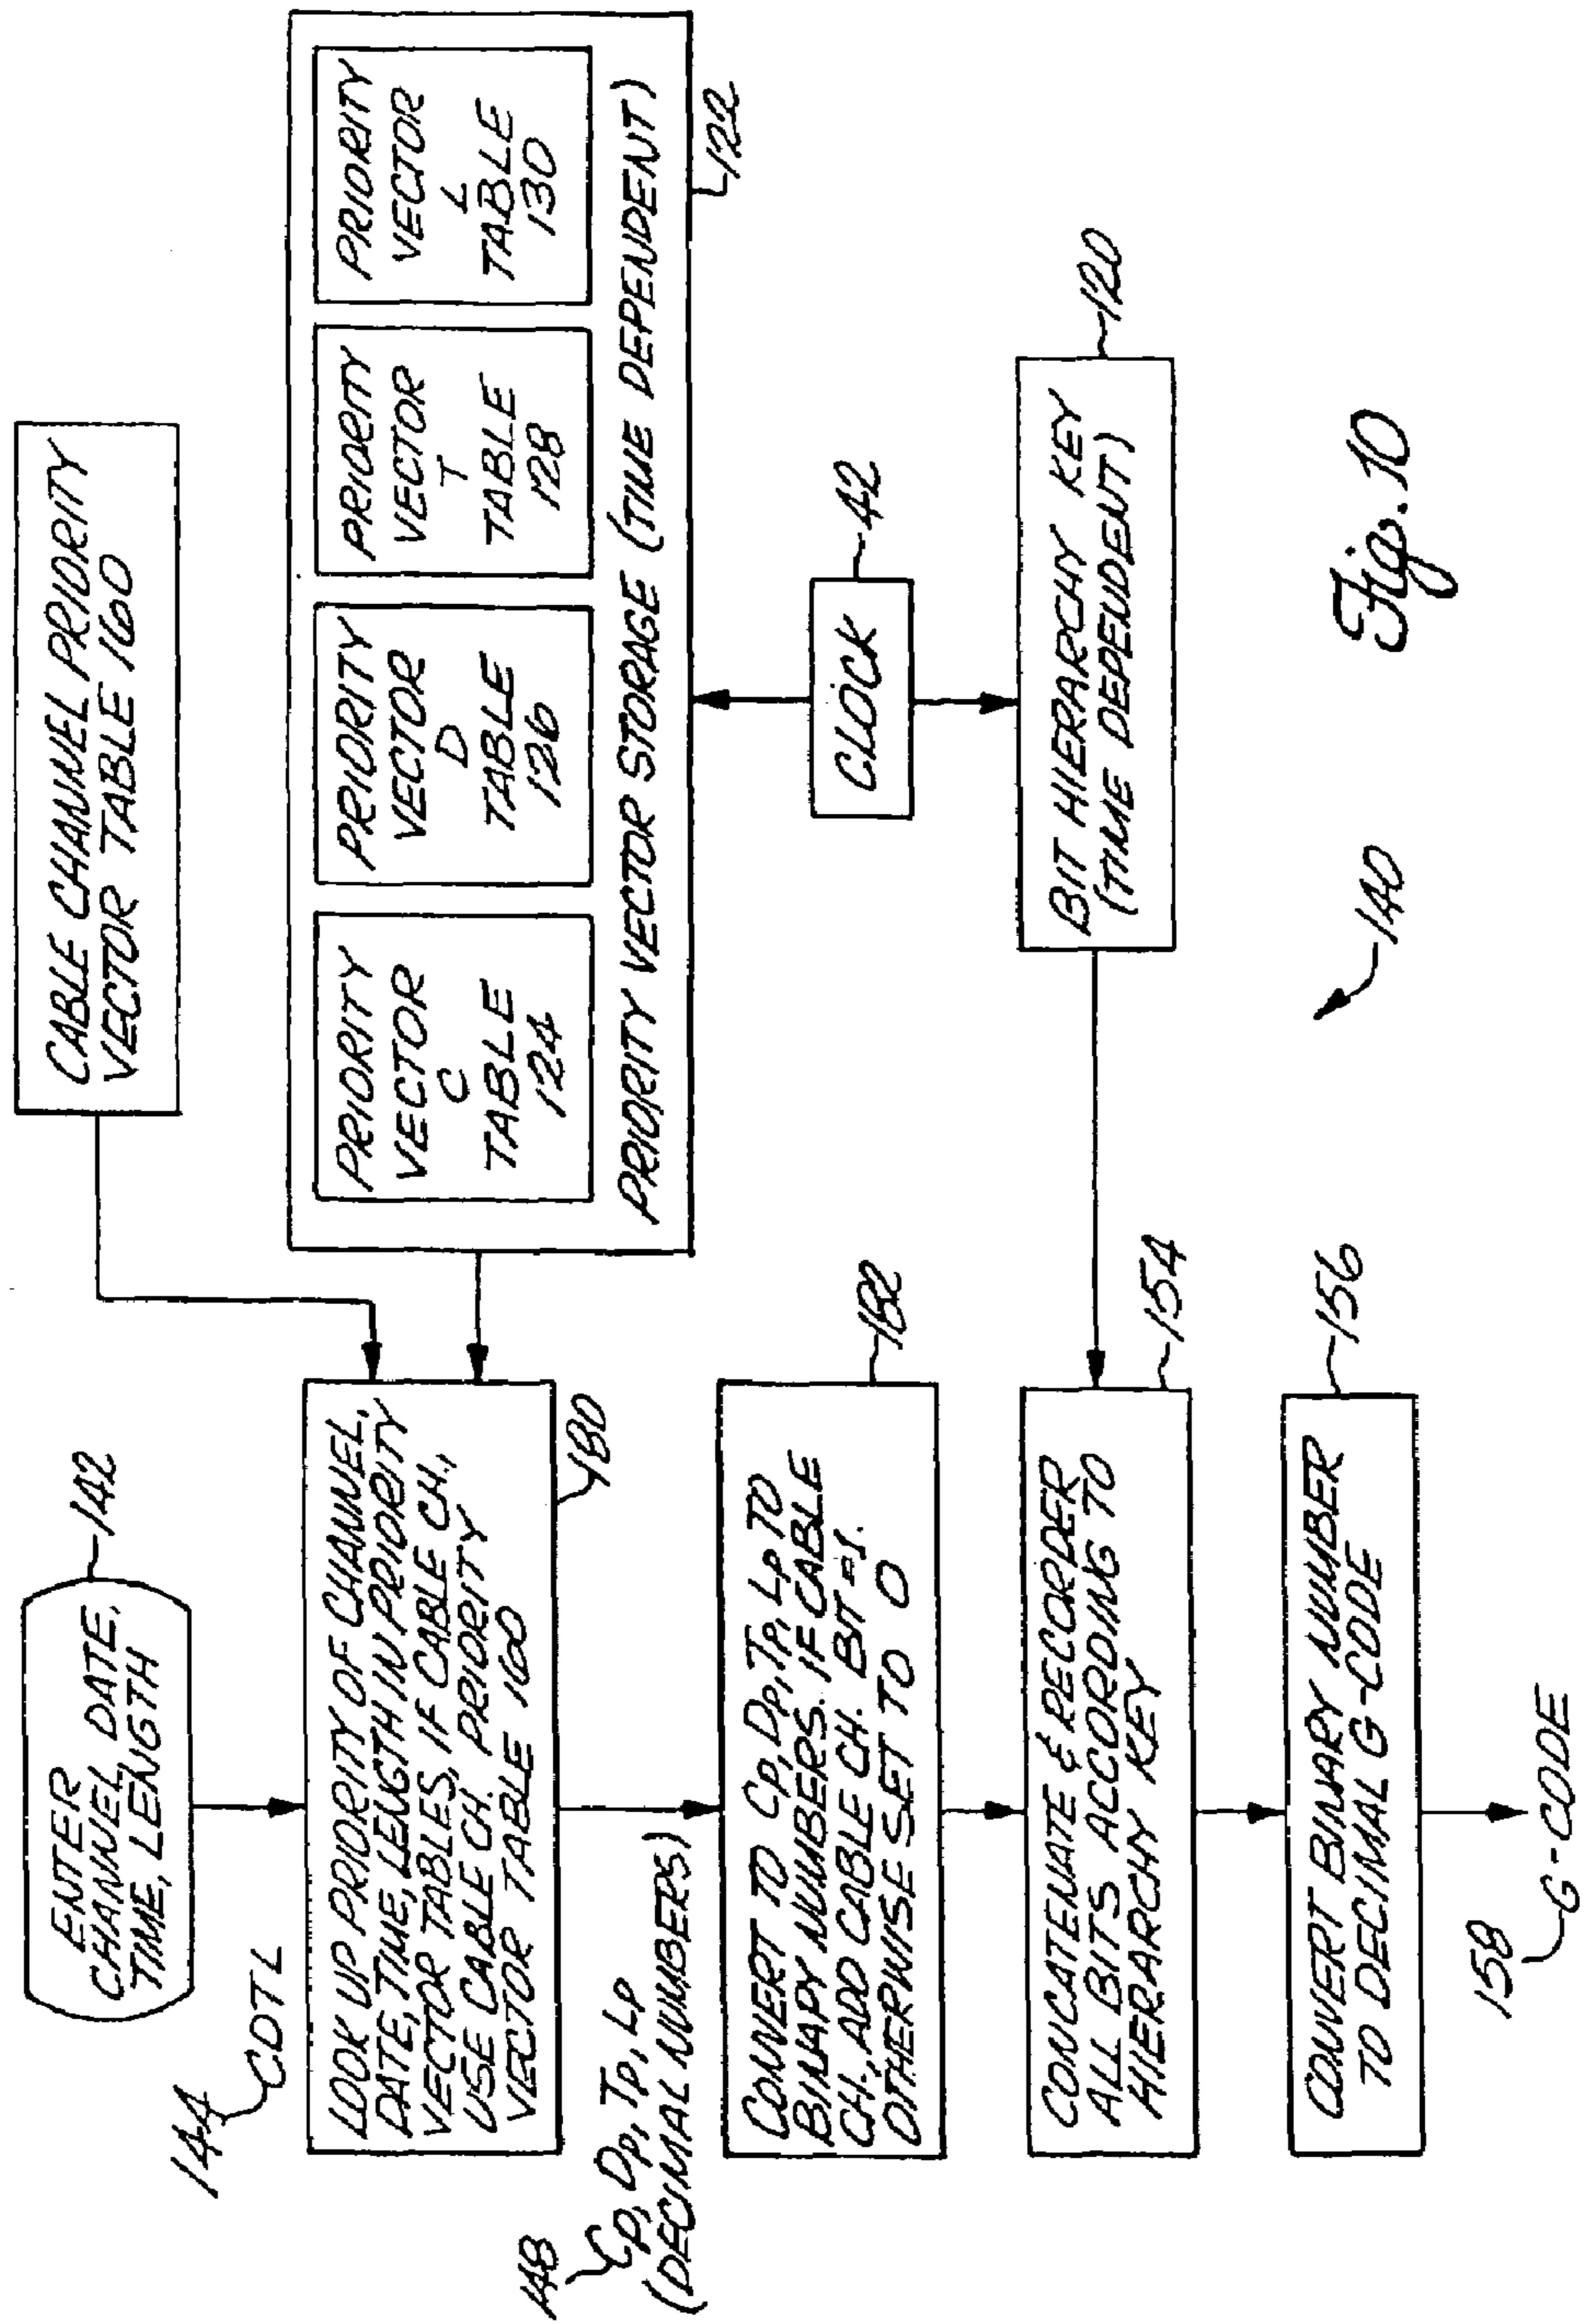 ENTER
CHANNEL, DATE,
TIME, LENGTH
142
144
CDTL
LOOK UP PRIORITY OF CHANNEL,
DATE, TIME, LENGTH IN PRIORITY
VECTOR TABLES, IF CABLE CH.,
USE CABLE CH. PRIORITY
VECTOR TABLE 160
180
148
Cp, Dp, Tp, Lp
(DECIMAL NUMBERS)
CONVERT TO Cp, Dp, Tp, Lp TO
BINARY NUMBERS. IF CABLE
CH., ADD CABLE CH. BIT = 1.
OTHERWISE SET TO 0
182
CONCATENATE & RECORDER
ALL BITS ACCORDING TO
HIERARCHY KEY
154
CONVERT BINARY NUMBER
TO DECIMAL G-CODE
156
158
G-CODE
CABLE CHANNEL PRIORITY
VECTOR TABLE 160
PRIORITY
VECTOR
C
TABLE
124
PRIORITY
VECTOR
D
TABLE
126
PRIORITY
VECTOR
T
TABLE
128
PRIORITY
VECTOR
L
TABLE
130
PRIORITY VECTOR STORAGE (TIME DEPENDENT)
122
CLOCK
42
BIT HIERARCHY KEY
(TIME DEPENDENT)
120
140
Fig. 10